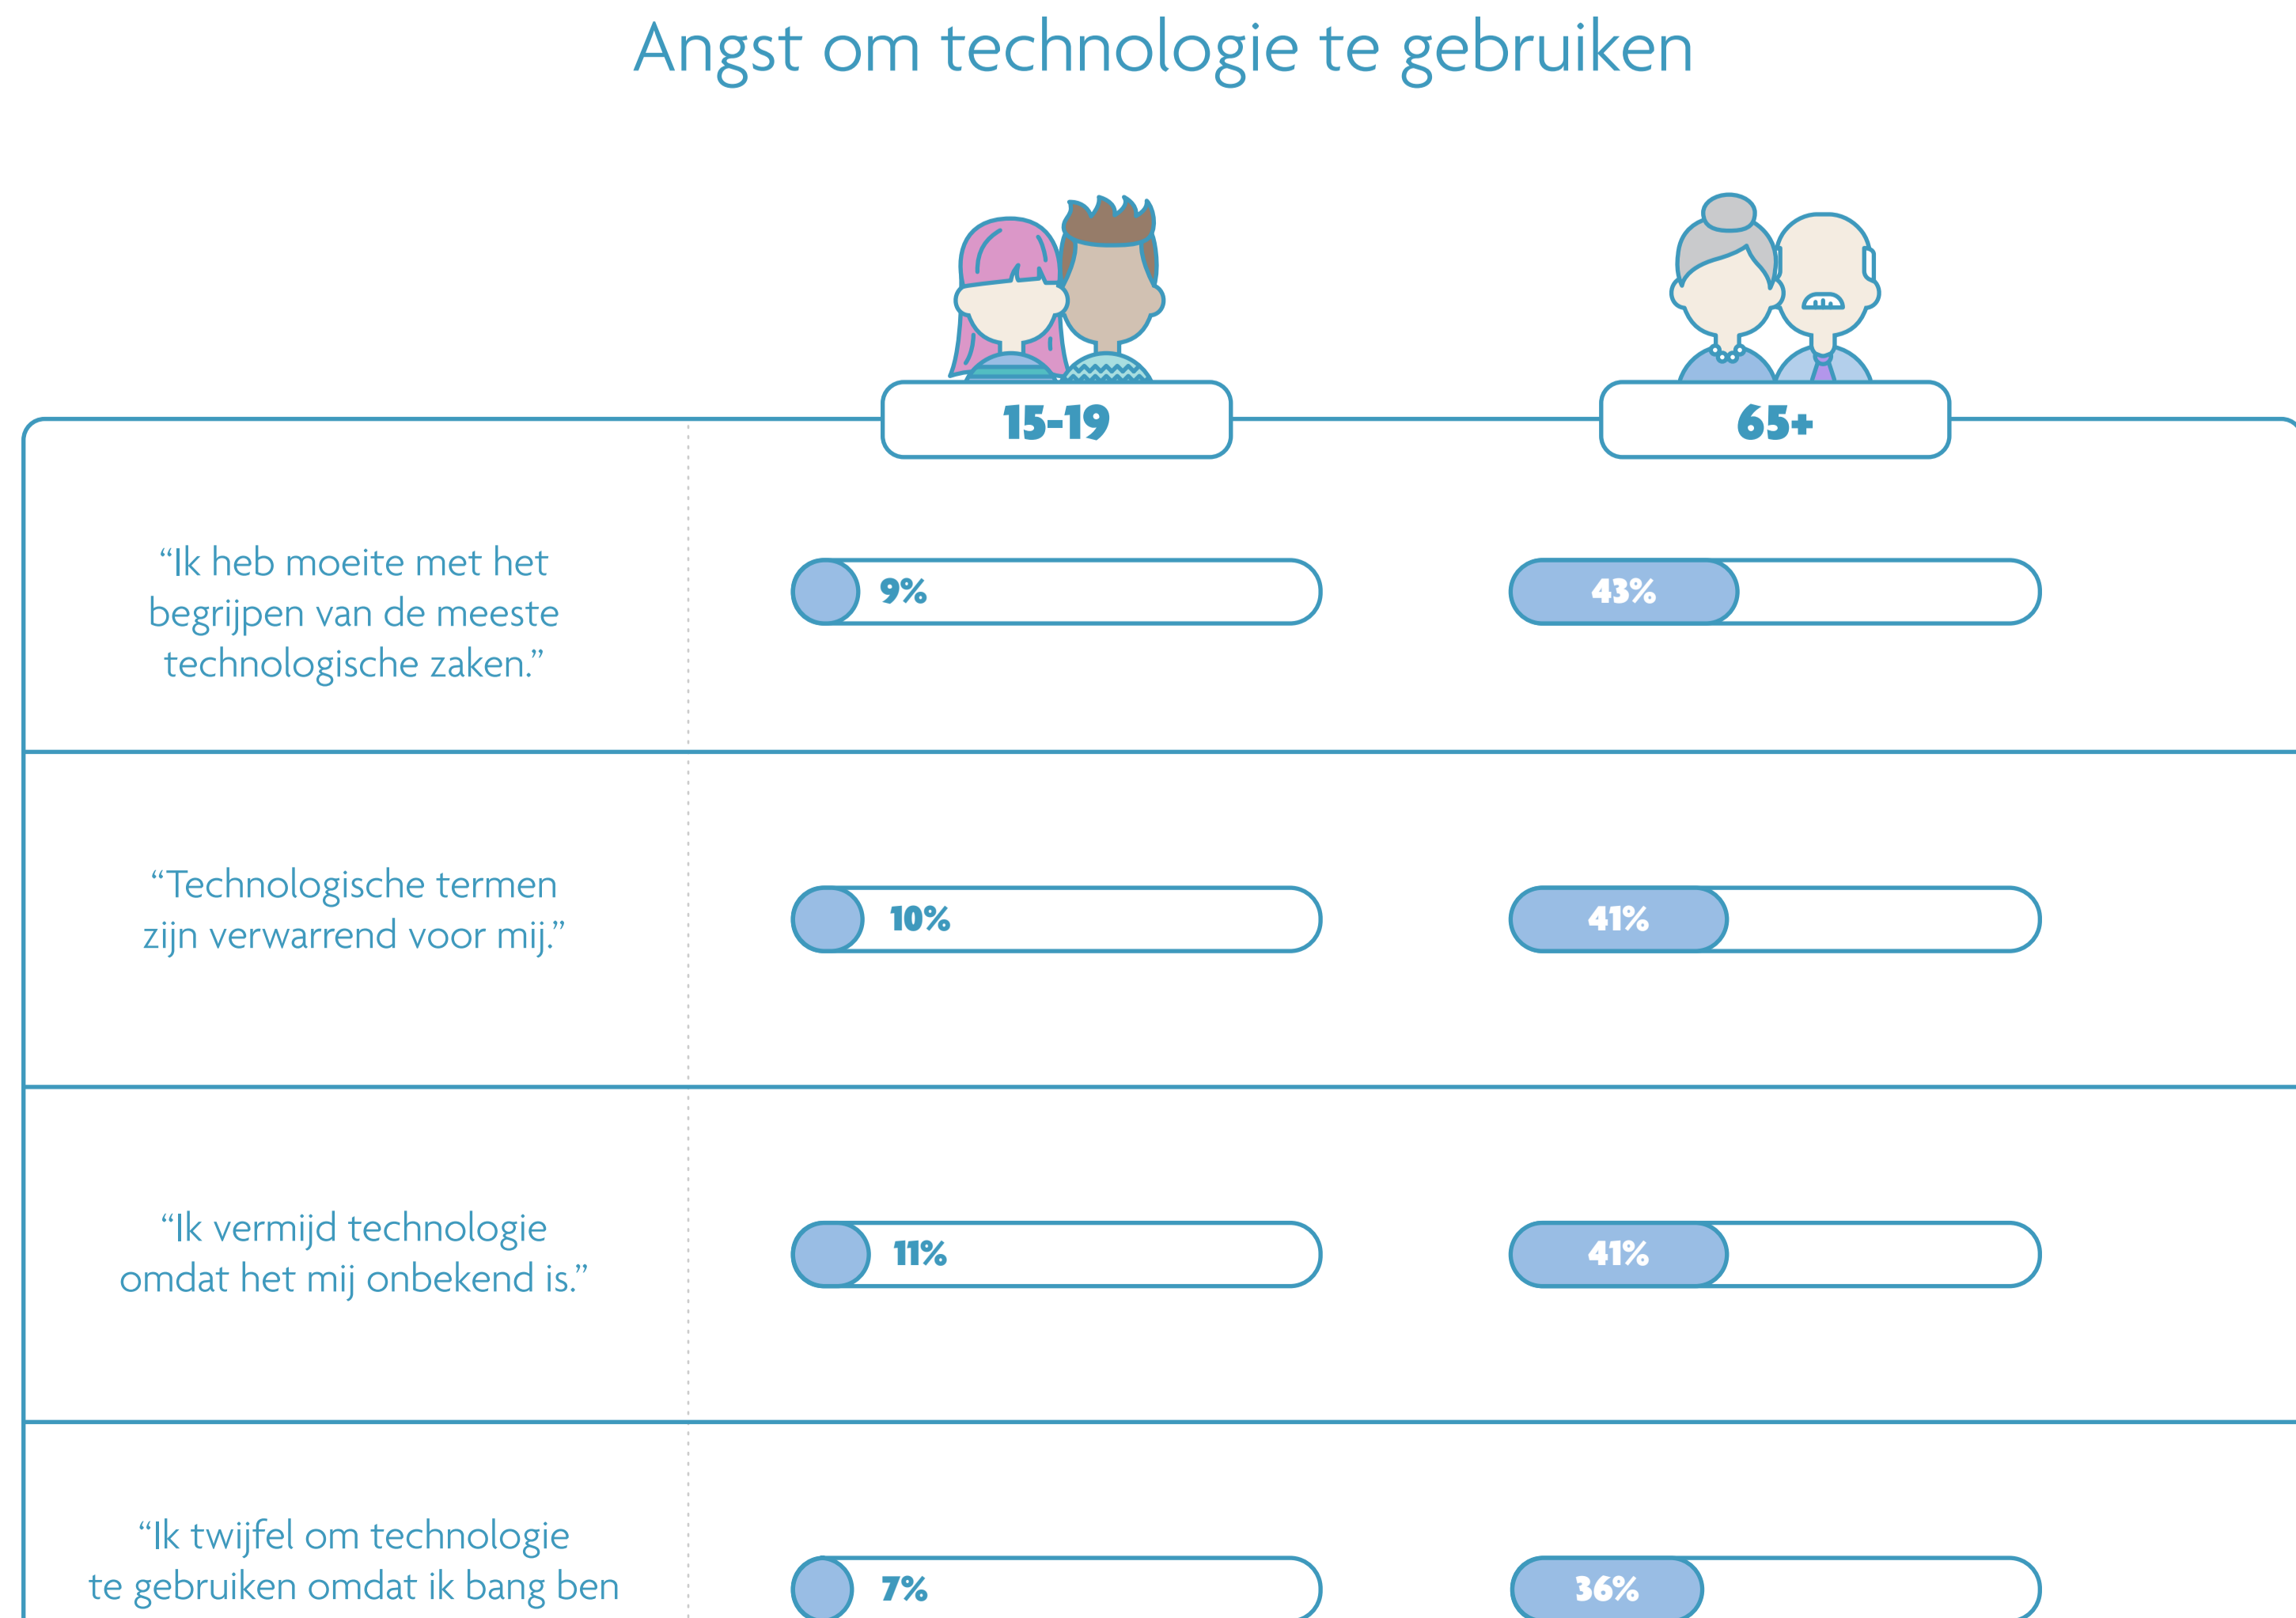 Angst om technologie te gebruiken
15-19
65+
“Ik heb moeite met het
begrijpen van de meeste
technologische zaken.”
9%
43%
“Technologische termen
zijn verwarrend voor mij.”
10%
41%
“Ik vermijd technologie
omdat het mij onbekend is.”
11%
41%
“Ik twijfel om technologie
te gebruiken omdat ik bang ben
7%
36%